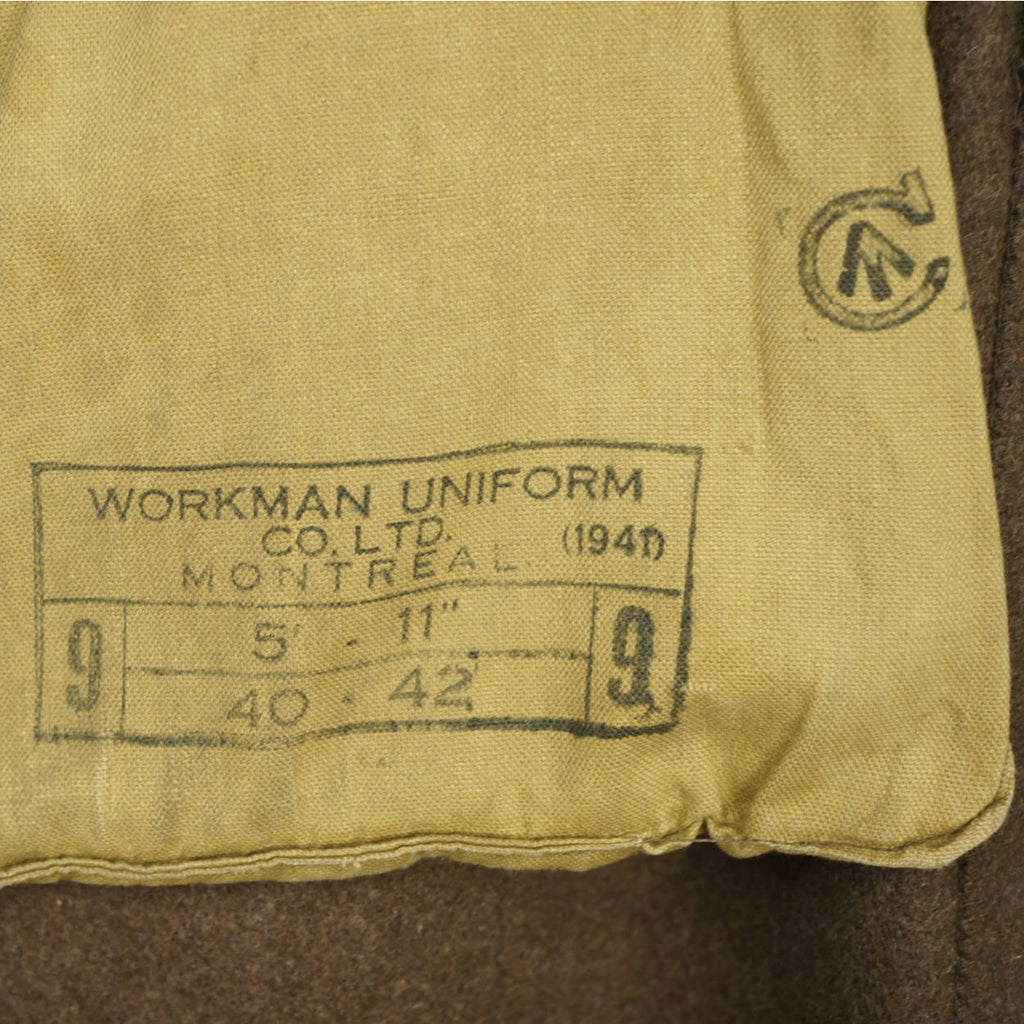 C
WORKMAN UNIFORM
CO. LTD. (1941)
MONTREAL.
9 5' - 11" 9
40 - 42